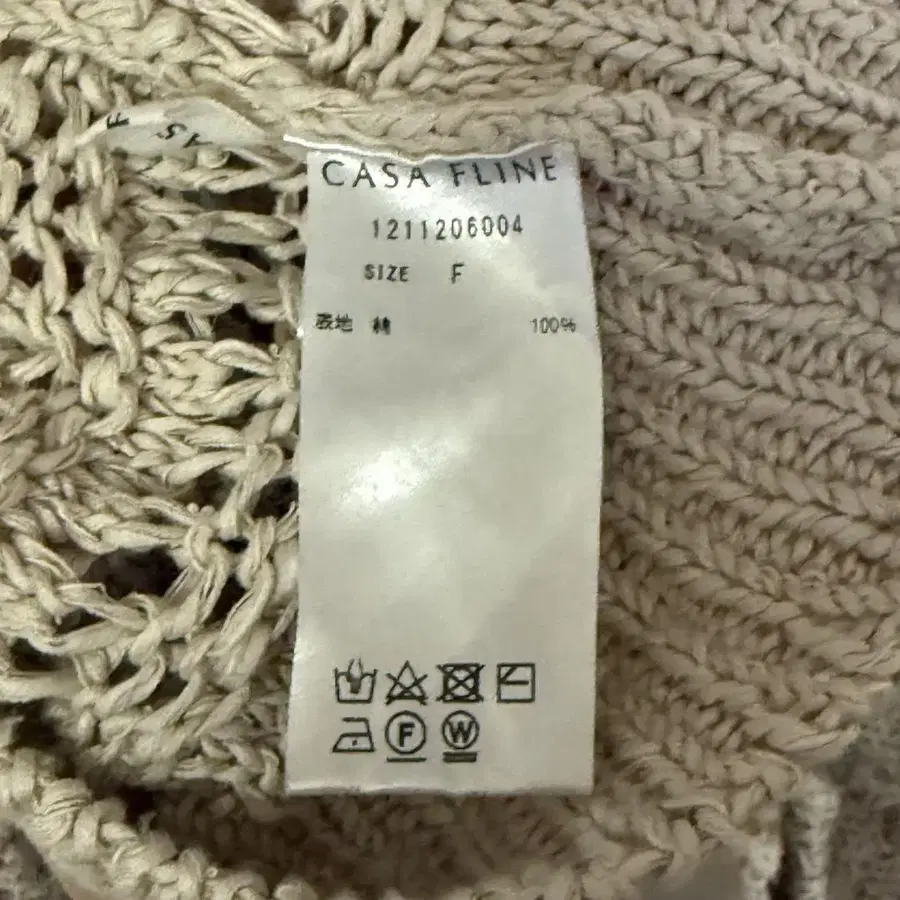 CASA FLINE
1211206004
SIZE F
表地 綿 100%
F
W